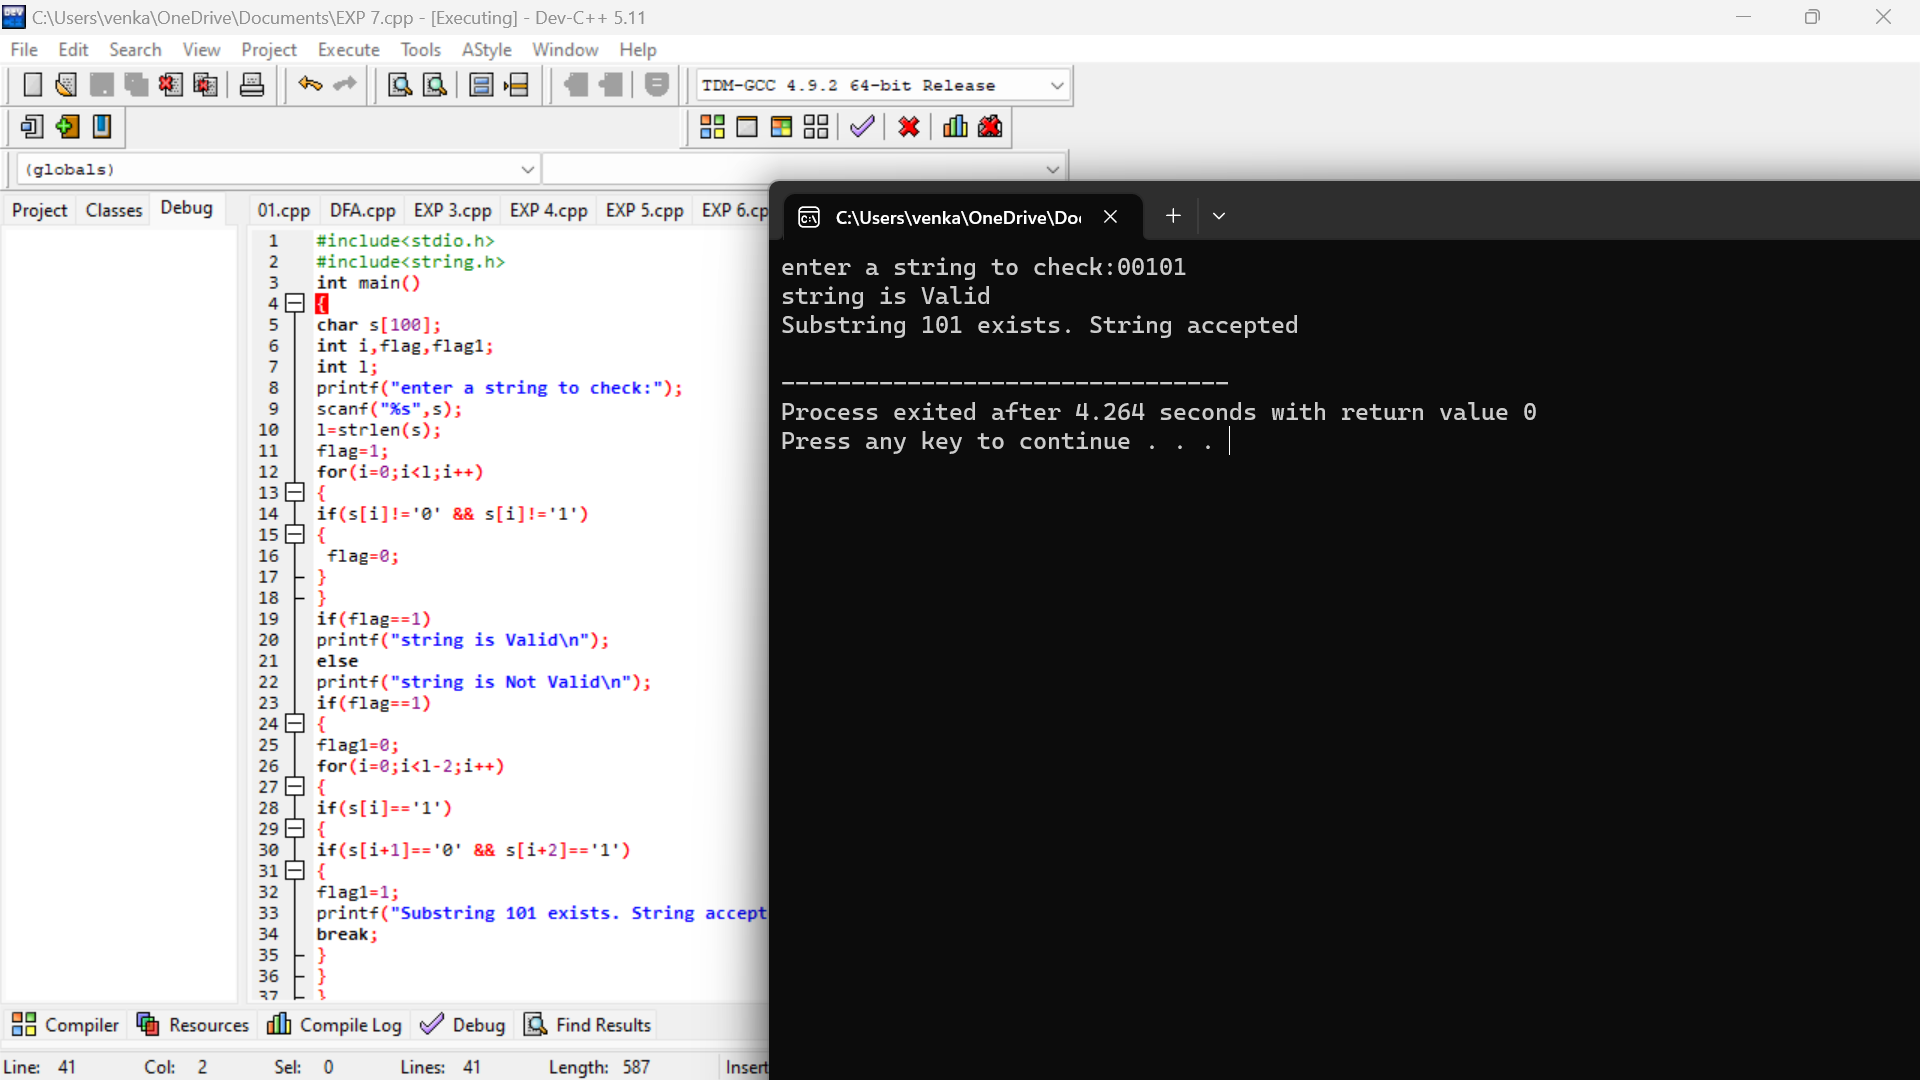 C:\Users\venka\OneDrive\Documents\EXP 7.cpp - [Executing] - Dev-C++ 5.11
File Edit Search View Project Execute Tools AStyle Window Help
TDM-GCC 4.9.2 64-bit Release
(globals)
Project Classes Debug
01.cpp DFA.cpp EXP 3.cpp EXP 4.cpp EXP 5.cpp EXP 6.cp
1 #include<stdio.h>
2 #include<string.h>
3 int main()
4 {
5 char s[100];
6 int i,flag,flag1;
7 int l;
8 printf("enter a string to check:");
9 scanf("%s",s);
10 l=strlen(s);
11 flag=1;
12 for(i=0;i<l;i++)
13 {
14 if(s[i]!='0' && s[i]!='1')
15 {
16 flag=0;
17 }
18 }
19 if(flag==1)
20 printf("string is Valid\n");
21 else
22 printf("string is Not Valid\n");
23 if(flag==1)
24 {
25 flag1=0;
26 for(i=0;i<l-2;i++)
27 {
28 if(s[i]=='1')
29 {
30 if(s[i+1]=='0' && s[i+2]=='1')
31 {
32 flag1=1;
33 printf("Substring 101 exists. String accept
34 break;
35 }
36 }
37 }
C:\Users\venka\OneDrive\Do
enter a string to check:00101
string is Valid
Substring 101 exists. String accepted
--------------------------------
Process exited after 4.264 seconds with return value 0
Press any key to continue . . .
Compiler Resources Compile Log Debug Find Results
Line: 41 Col: 2 Sel: 0 Lines: 41 Length: 587 Insert